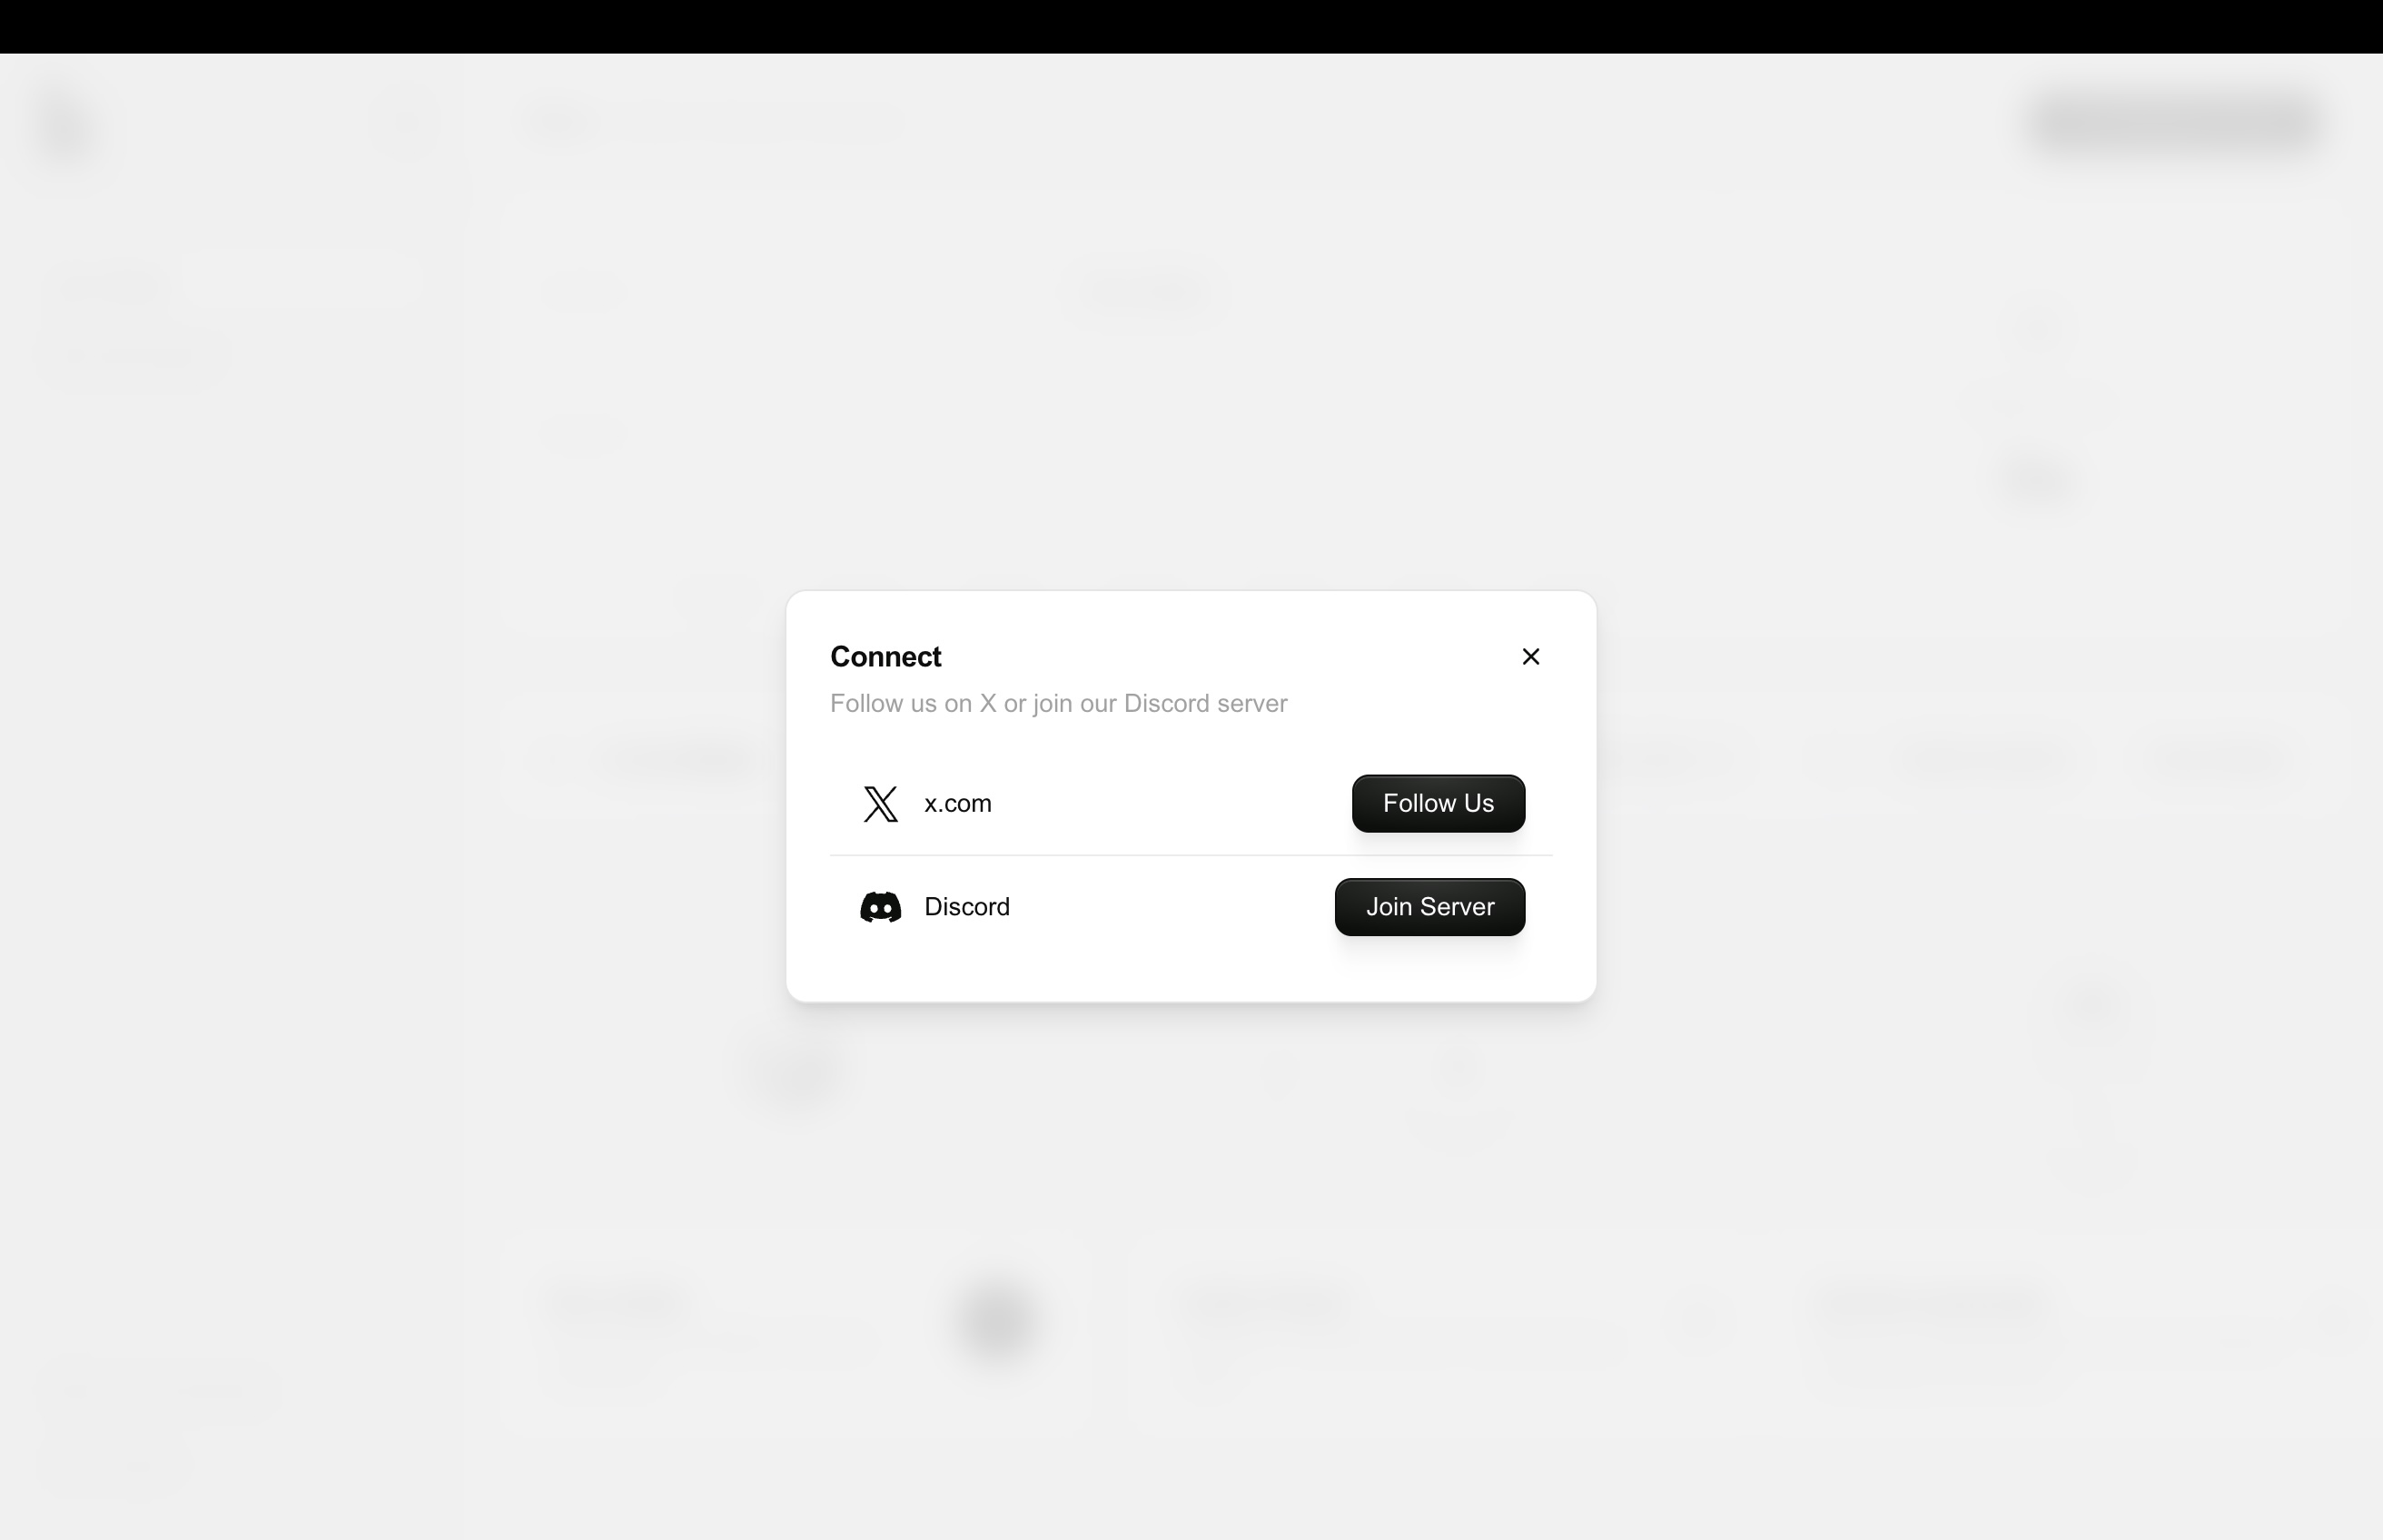 Connect
Follow us on X or join our Discord server
x.com
Follow Us
Discord
Join Server